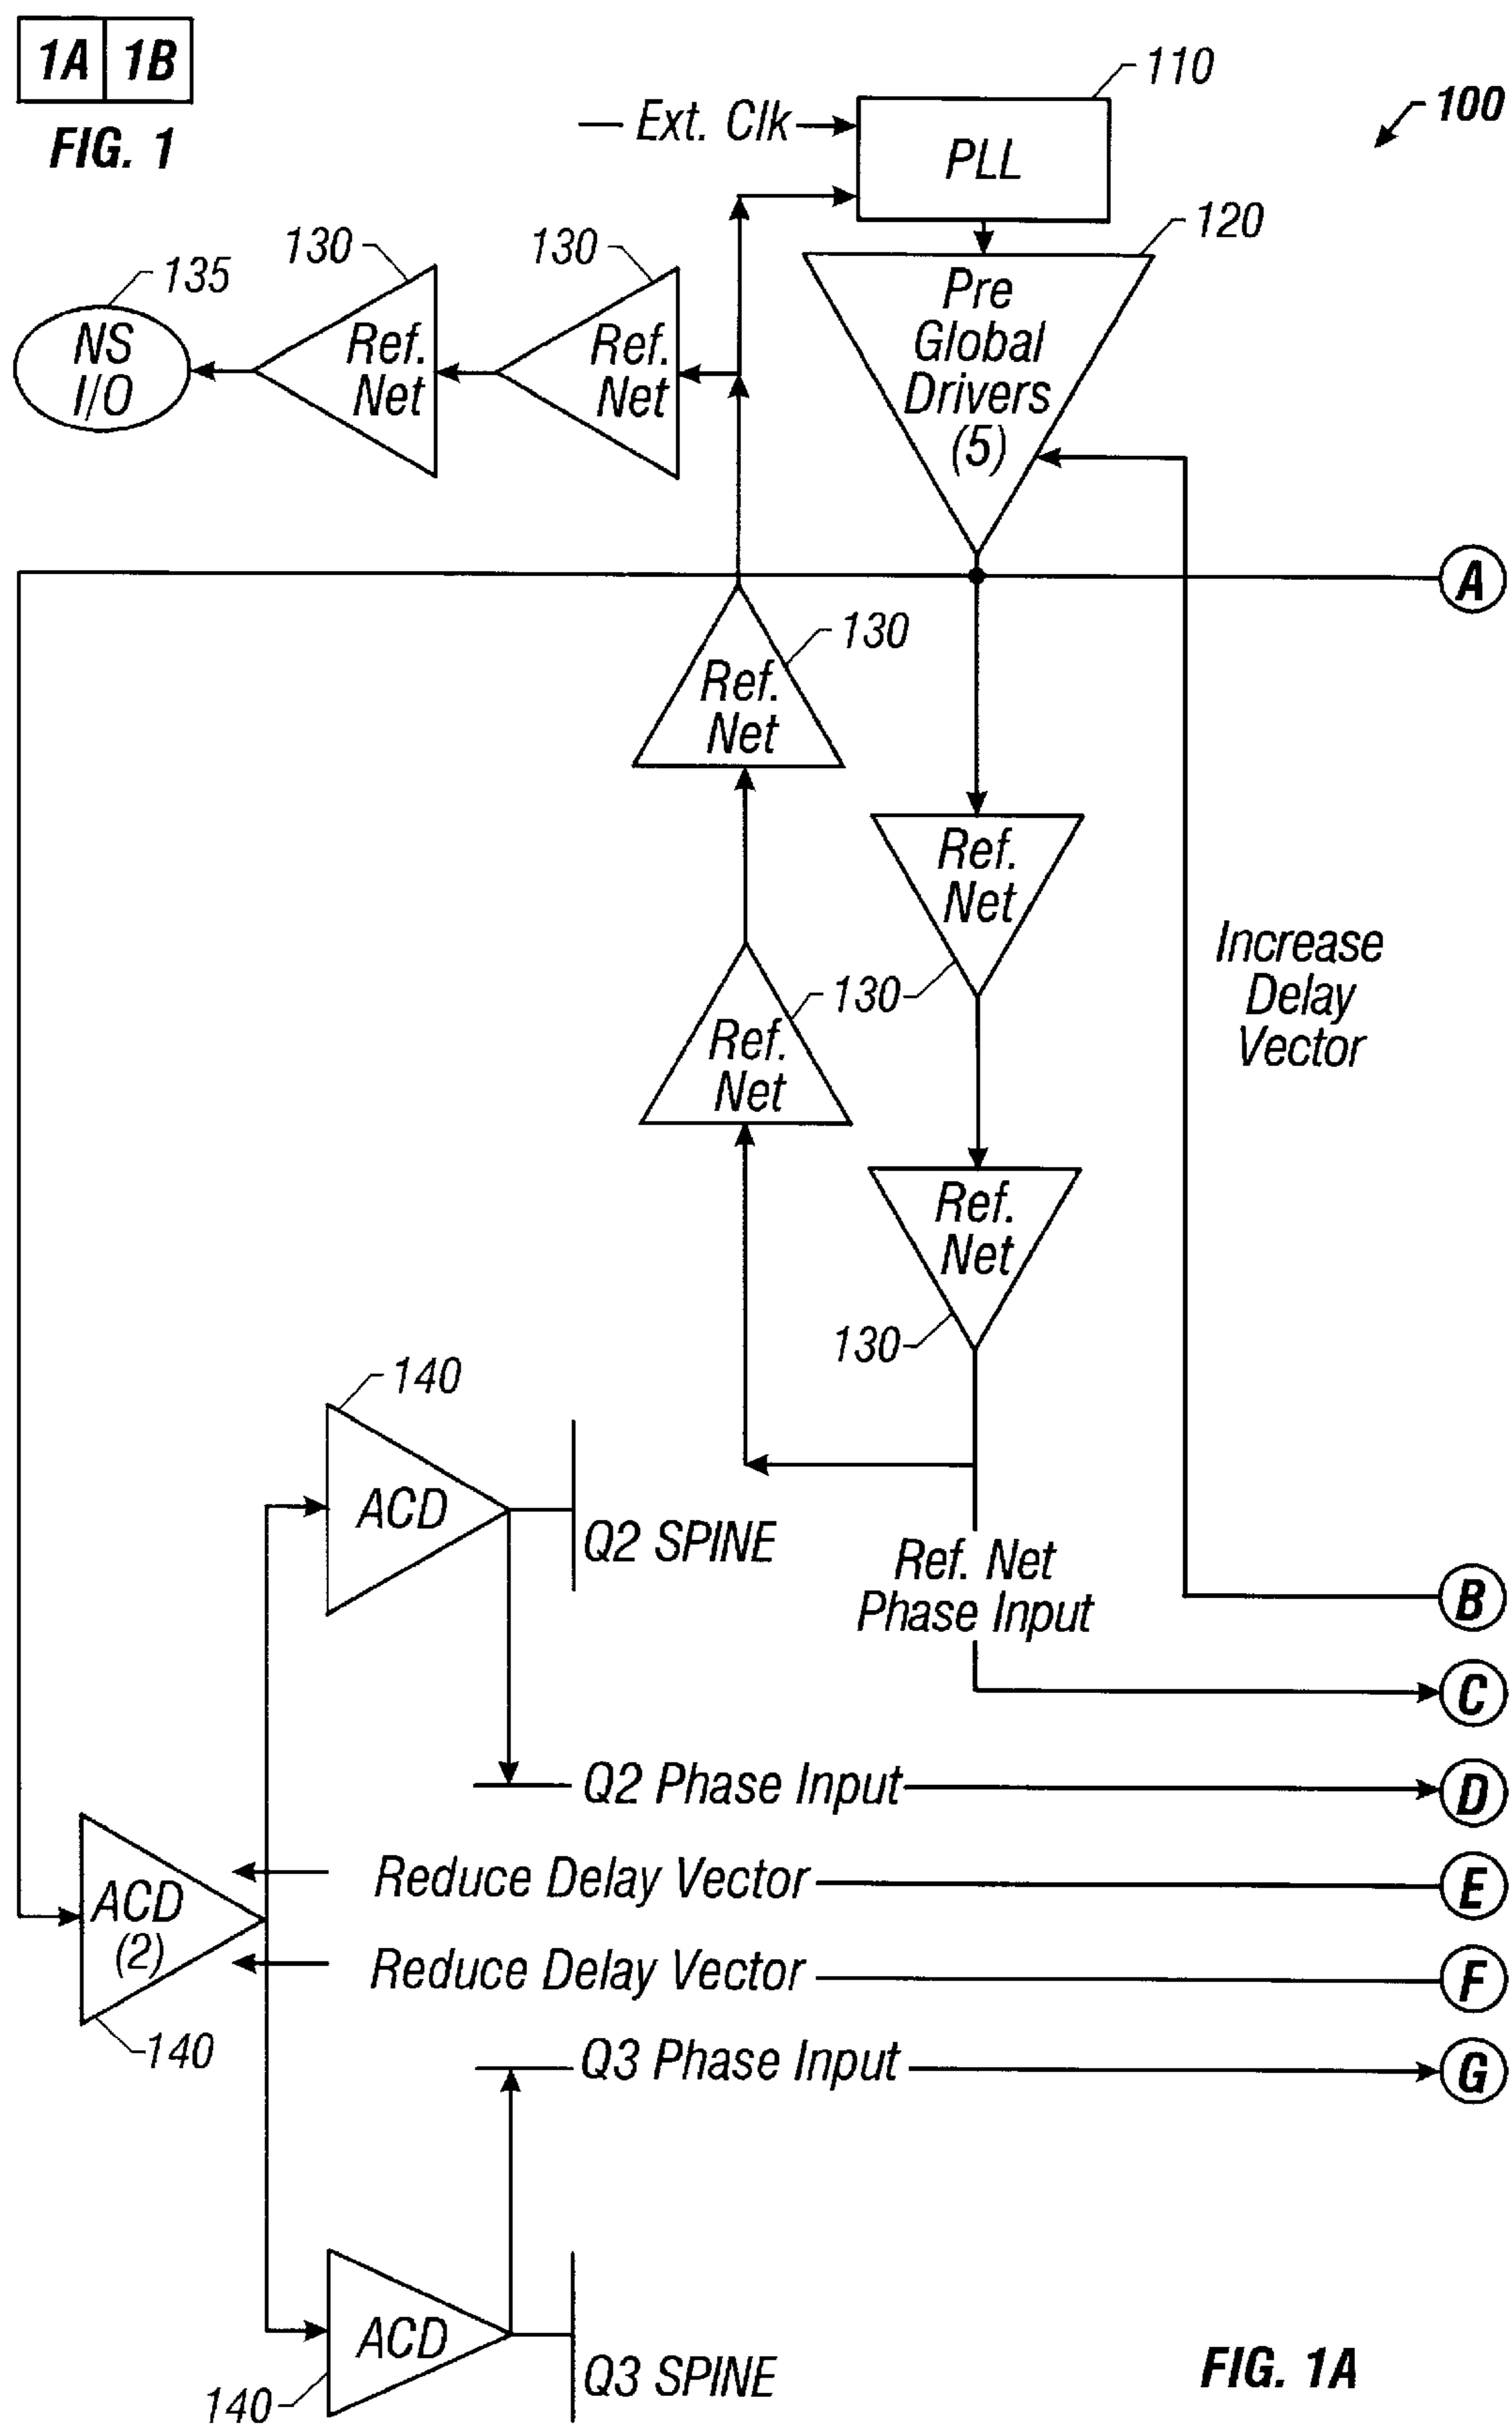 1A 1B
FIG. 1
Ext. Clk
PLL
110
100
120
Pre
Global
Drivers
(5)
130
130
135
NS
I/O
Ref.
Net
Ref.
Net
A
130
Ref.
Net
Ref.
Net
130
130
Ref.
Net
Increase
Delay
Vector
Ref.
Net
130
140
ACD
Q2 SPINE
Ref. Net
Phase Input
B
C
Q2 Phase Input
D
Reduce Delay Vector
E
ACD
(2)
Reduce Delay Vector
F
140
Q3 Phase Input
G
ACD
Q3 SPINE
140
FIG. 1A